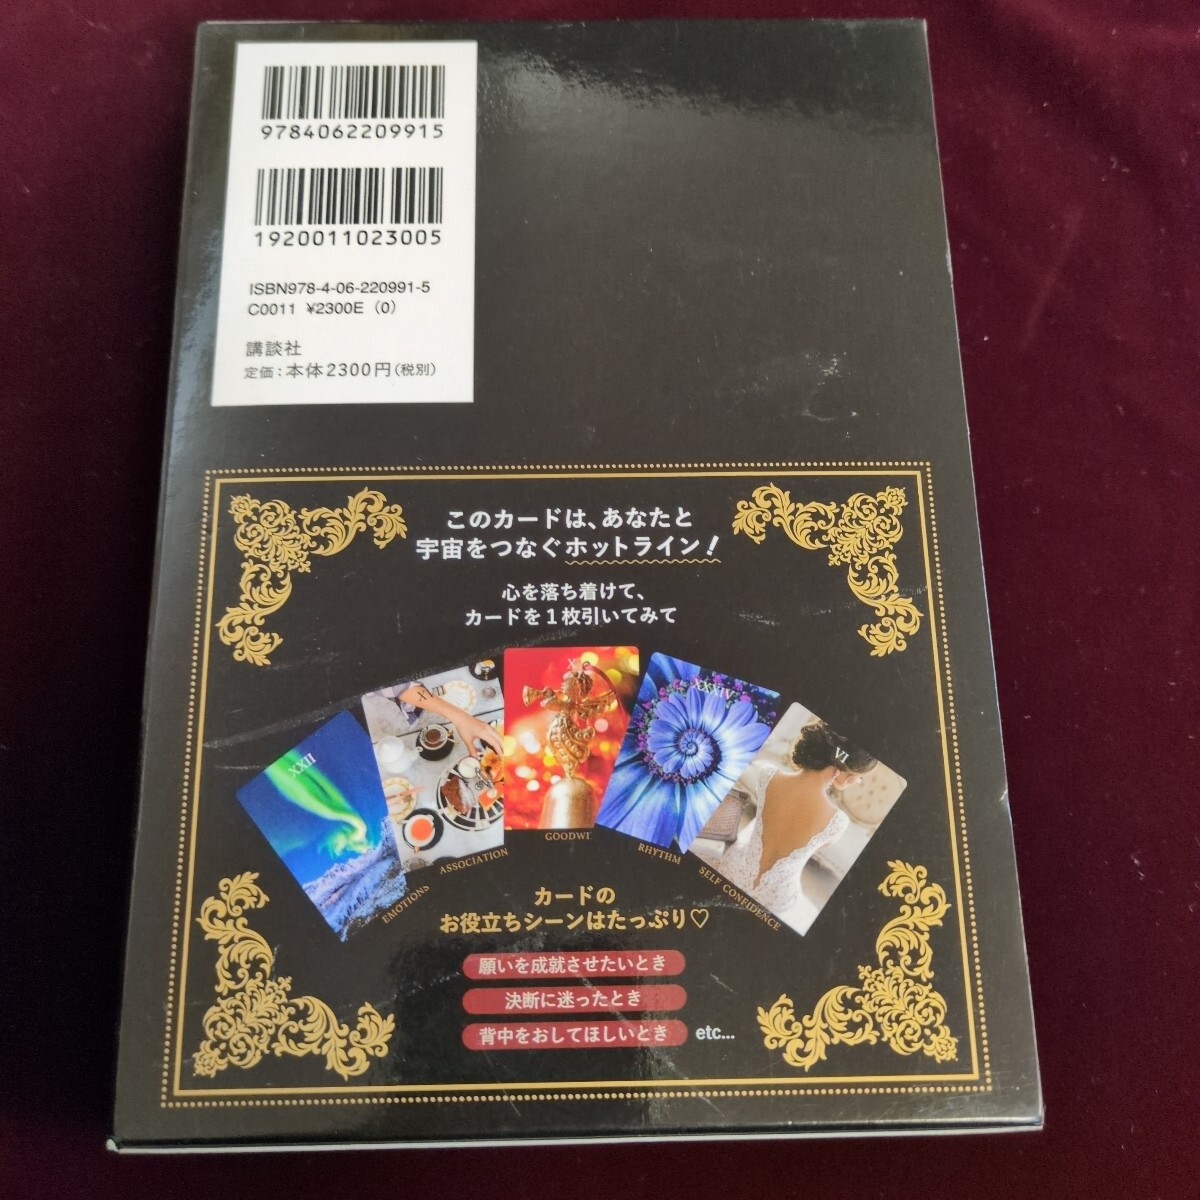 9784062209915
1920011023005
ISBN978-4-06-220991-5
C0011 ¥2300E (0)
講談社
定価:本体2300円(税別)
このカードは、あなたと
宇宙をつなぐホットライン!
心を落ち着けて、
カードを1枚引いてみて
XXII
EMOTIONS
XVII
ASSOCIATION
GOODWI
XXXIV
RHYTHM
VI
SELF CONFIDENCE
カードの
お役立ちシーンはたっぷり♡
願いを成就させたいとき
決断に迷ったとき
背中をおしてほしいとき etc...